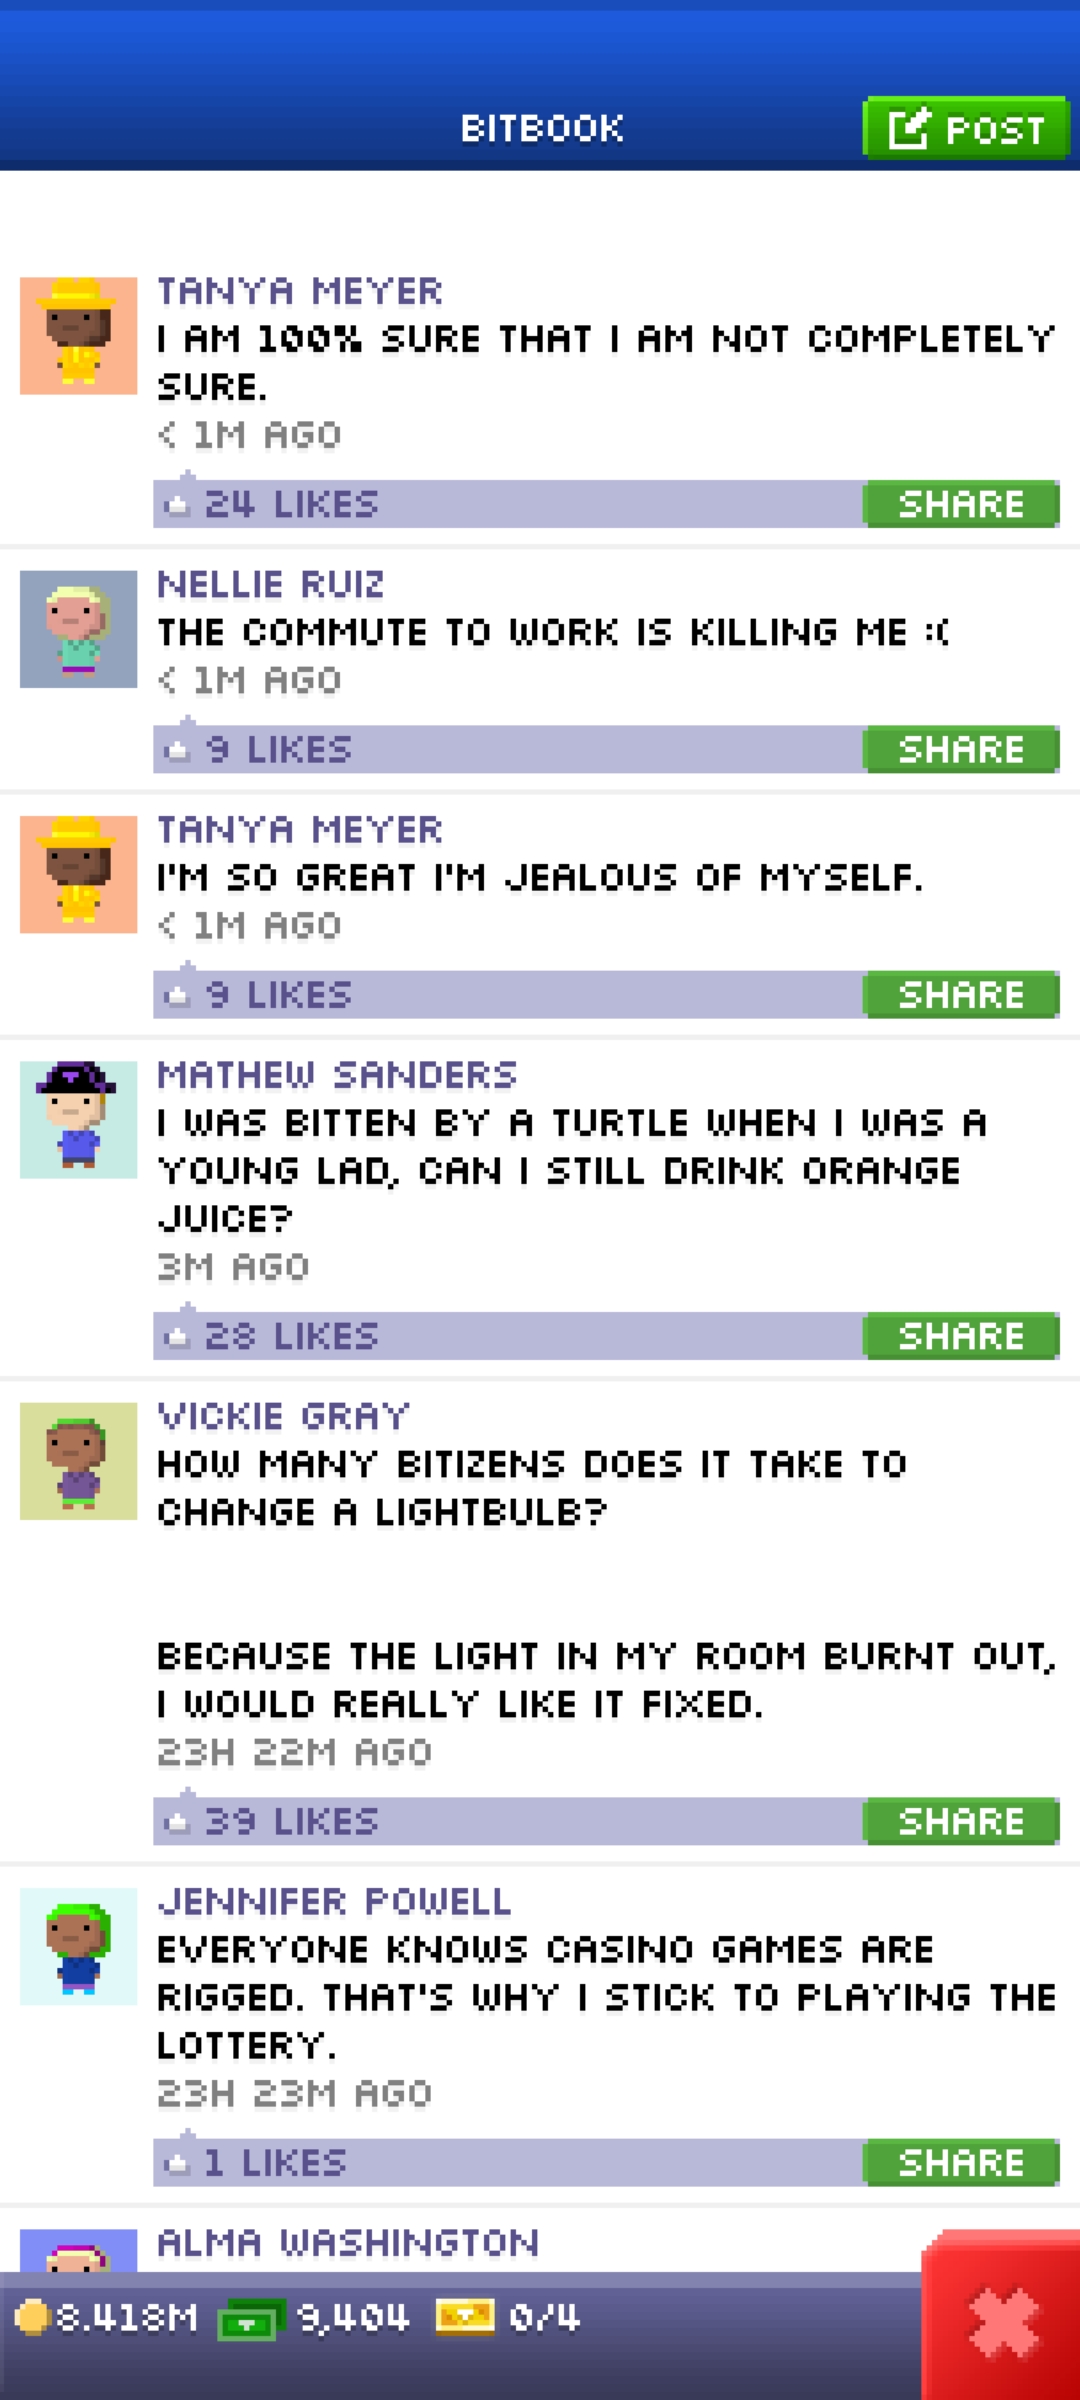 BITBOOK
POST
TANYA MEYER
I AM 100% SURE THAT I AM NOT COMPLETELY
SURE.
< 1M AGO
24 LIKES
SHARE
NELLIE RUIZ
THE COMMUTE TO WORK IS KILLING ME :(
< 1M AGO
9 LIKES
SHARE
TANYA MEYER
I'M SO GREAT I'M JEALOUS OF MYSELF.
< 1M AGO
9 LIKES
SHARE
MATHEW SANDERS
I WAS BITTEN BY A TURTLE WHEN I WAS A
YOUNG LAD, CAN I STILL DRINK ORANGE
JUICE?
3M AGO
28 LIKES
SHARE
VICKIE GRAY
HOW MANY BITIZENS DOES IT TAKE TO
CHANGE A LIGHTBULB?
BECAUSE THE LIGHT IN MY ROOM BURNT OUT,
I WOULD REALLY LIKE IT FIXED.
23H 22M AGO
39 LIKES
SHARE
JENNIFER POWELL
EVERYONE KNOWS CASINO GAMES ARE
RIGGED. THAT'S WHY I STICK TO PLAYING THE
LOTTERY.
23H 23M AGO
1 LIKES
SHARE
ALMA WASHINGTON
8.418M 9,404 0/4